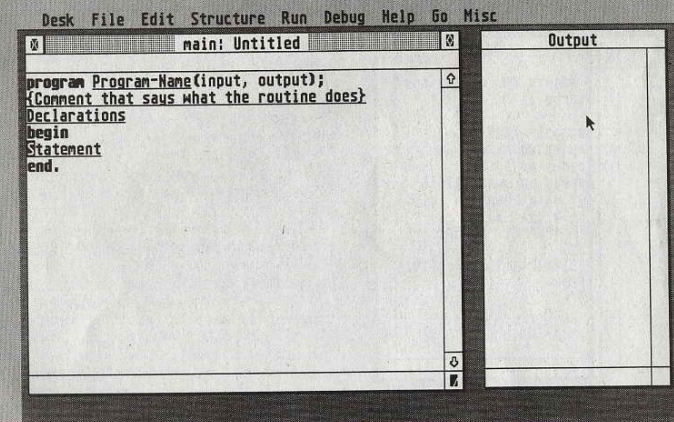 Desk File Edit Structure Run Debug Help Go Misc
main: Untitled
Output
program Program-Name(input, output);
{Comment that says what the routine does}
Declarations
begin
Statement
end.